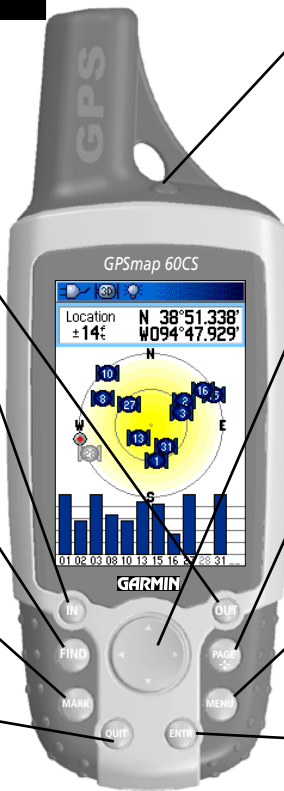 GPS
GPSmap 60CS
3D
Location N 38°51.338'
±14ft W094°47.929'
N
10
8 27 2 16 5
3
W E
13
28 31
1
S
01 02 03 08 10 13 15 16 27 28 31 __
GARMIN
IN OUT
FIND PAGE
MARK MENU
QUIT ENTR